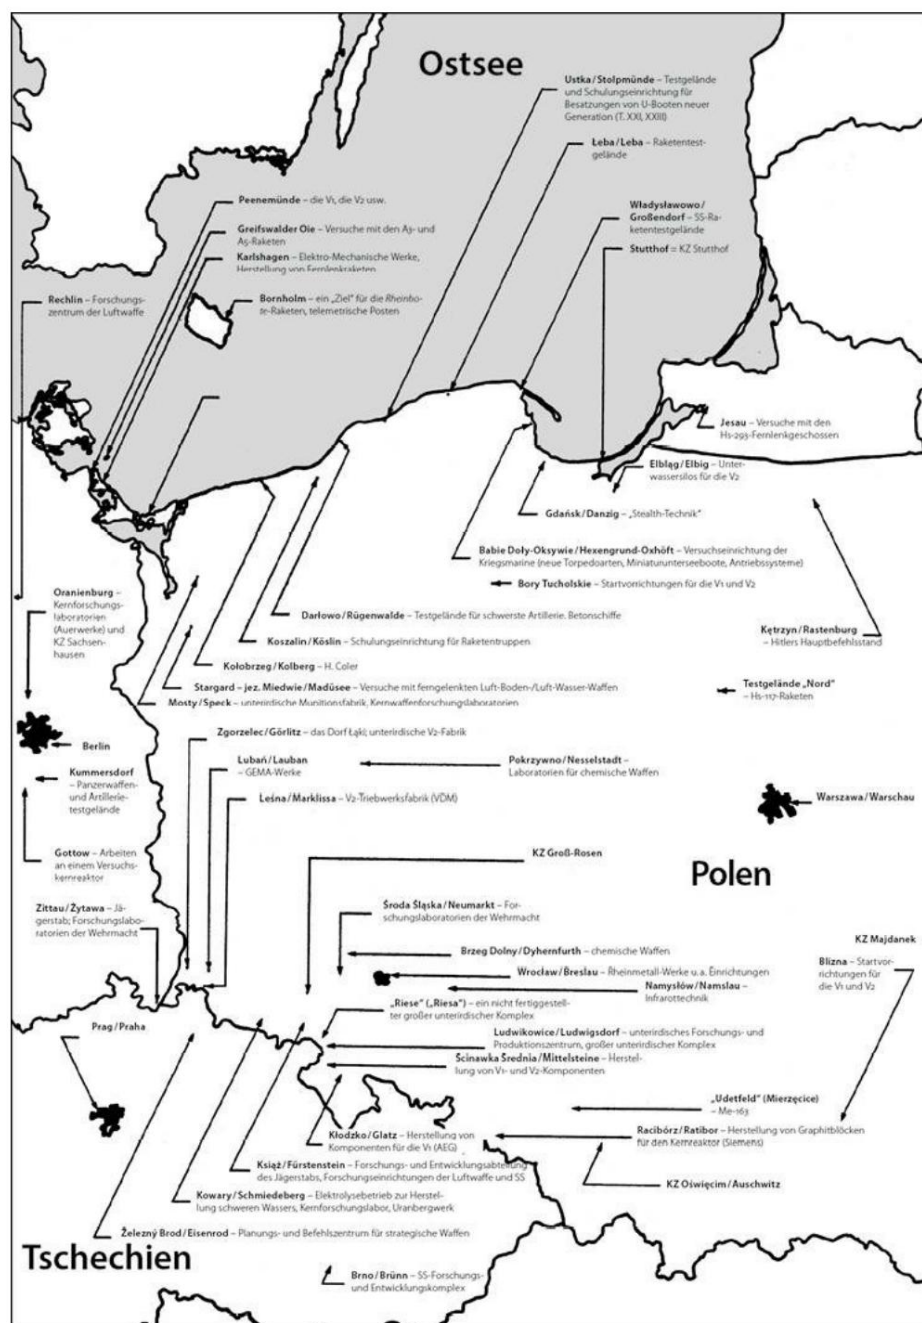 Ostsee
Ustka/Stolpmünde – Testgelände
und Schulungseinrichtung für
Besatzungen von U-Booten neuer
Generation (T. XXI, XXIII)
Łeba/Leba – Raketentest-
gelände
Peenemünde – die V1, die V2 usw.
Władysławowo/
Großendorf – SS-Ra-
ketentestgelände
Greifswalder Oie – Versuche mit den A3- und
A5-Raketen
Stutthof = KZ Stutthof
Karlshagen – Elektro-Mechanische Werke,
Herstellung von Fernlenkraketen
Rechlin – Forschungs-
zentrum der Luftwaffe
Bornholm – ein „Ziel" für die Rheinbo-
te-Raketen, telemetrische Posten
Jesau – Versuche mit den
Hs-293-Fernlenkgeschossen
Elbląg/Elbig – Unter-
wassersilos für die V2
Gdańsk/Danzig – „Stealth-Technik"
Babie Doły-Oksywie/Hexengrund-Oxhöft – Versuchseinrichtung der
Kriegsmarine (neue Torpedoarten, Miniaturunterseeboote, Antriebssysteme)
Bory Tucholskie – Startvorrichtungen für die V1 und V2
Oranienburg –
Kernforschungs-
laboratorien
(Auerwerke) und
KZ Sachsen-
hausen
Darłowo/Rügenwalde – Testgelände für schwerste Artillerie. Betonschiffe
Kętrzyn/Rastenburg
– Hitlers Hauptbefehlsstand
Koszalin/Köslin – Schulungseinrichtung für Raketentruppen
Kołobrzeg/Kolberg – H. Coler
Stargard – jez. Miedwie/Madüsee – Versuche mit ferngelenkten Luft-Boden-/Luft-Wasser-Waffen
Testgelände „Nord"
– Hs-117-Raketen
Mosty/Speck – unterirdische Munitionsfabrik, Kernwaffenforschungslaboratorien
Zgorzelec/Görlitz – das Dorf Łąki; unterirdische V2-Fabrik
Berlin
Lubań/Lauban
– GEMA-Werke
Pokrzywno/Nesselstadt –
Laboratorien für chemische Waffen
Kummersdorf
– Panzerwaffen-
und Artillerie-
testgelände
Leśna/Marklissa – V2-Triebwerksfabrik (VDM)
Warszawa/Warschau
Gottow – Arbeiten
an einem Versuchs-
kernreaktor
KZ Groß-Rosen
Polen
Zittau/Żytawa – Jä-
gerstab; Forschungslabo-
ratorien der Wehrmacht
Środa Śląska/Neumarkt – For-
schungslaboratorien der Wehrmacht
KZ Majdanek
Brzeg Dolny/Dyhernfurth – chemische Waffen
Blizna – Startvor-
richtungen für
die V1 und V2
Wrocław/Breslau – Rheinmetall-Werke u. a. Einrichtungen
Namysłów/Namslau –
Infrarottechnik
„Riese" („Riesa") – ein nicht fertiggestell-
ter großer unterirdischer Komplex
Prag/Praha
Ludwikowice/Ludwigsdorf – unterirdisches Forschungs- und
Produktionszentrum, großer unterirdischer Komplex
Ścinawka Średnia/Mittelsteine – Herstel-
lung von V1- und V2-Komponenten
„Udetfeld" (Mierzęcice)
– Me-163
Kłodzko/Glatz – Herstellung von
Komponenten für die V1 (AEG)
Racibórz/Ratibor – Herstellung von Graphitblöcken
für den Kernreaktor (Siemens)
Książ/Fürstenstein – Forschungs- und Entwicklungsabteilung
des Jägerstabs, Forschungseinrichtungen der Luftwaffe und SS
KZ Oświęcim/Auschwitz
Kowary/Schmiedeberg – Elektrolysebetrieb zur Herstel-
lung schweren Wassers, Kernforschungslabor, Uranbergwerk
Železný Brod/Eisenrod – Planungs- und Befehlszentrum für strategische Waffen
Tschechien
Brno/Brünn – SS-Forschungs-
und Entwicklungskomplex